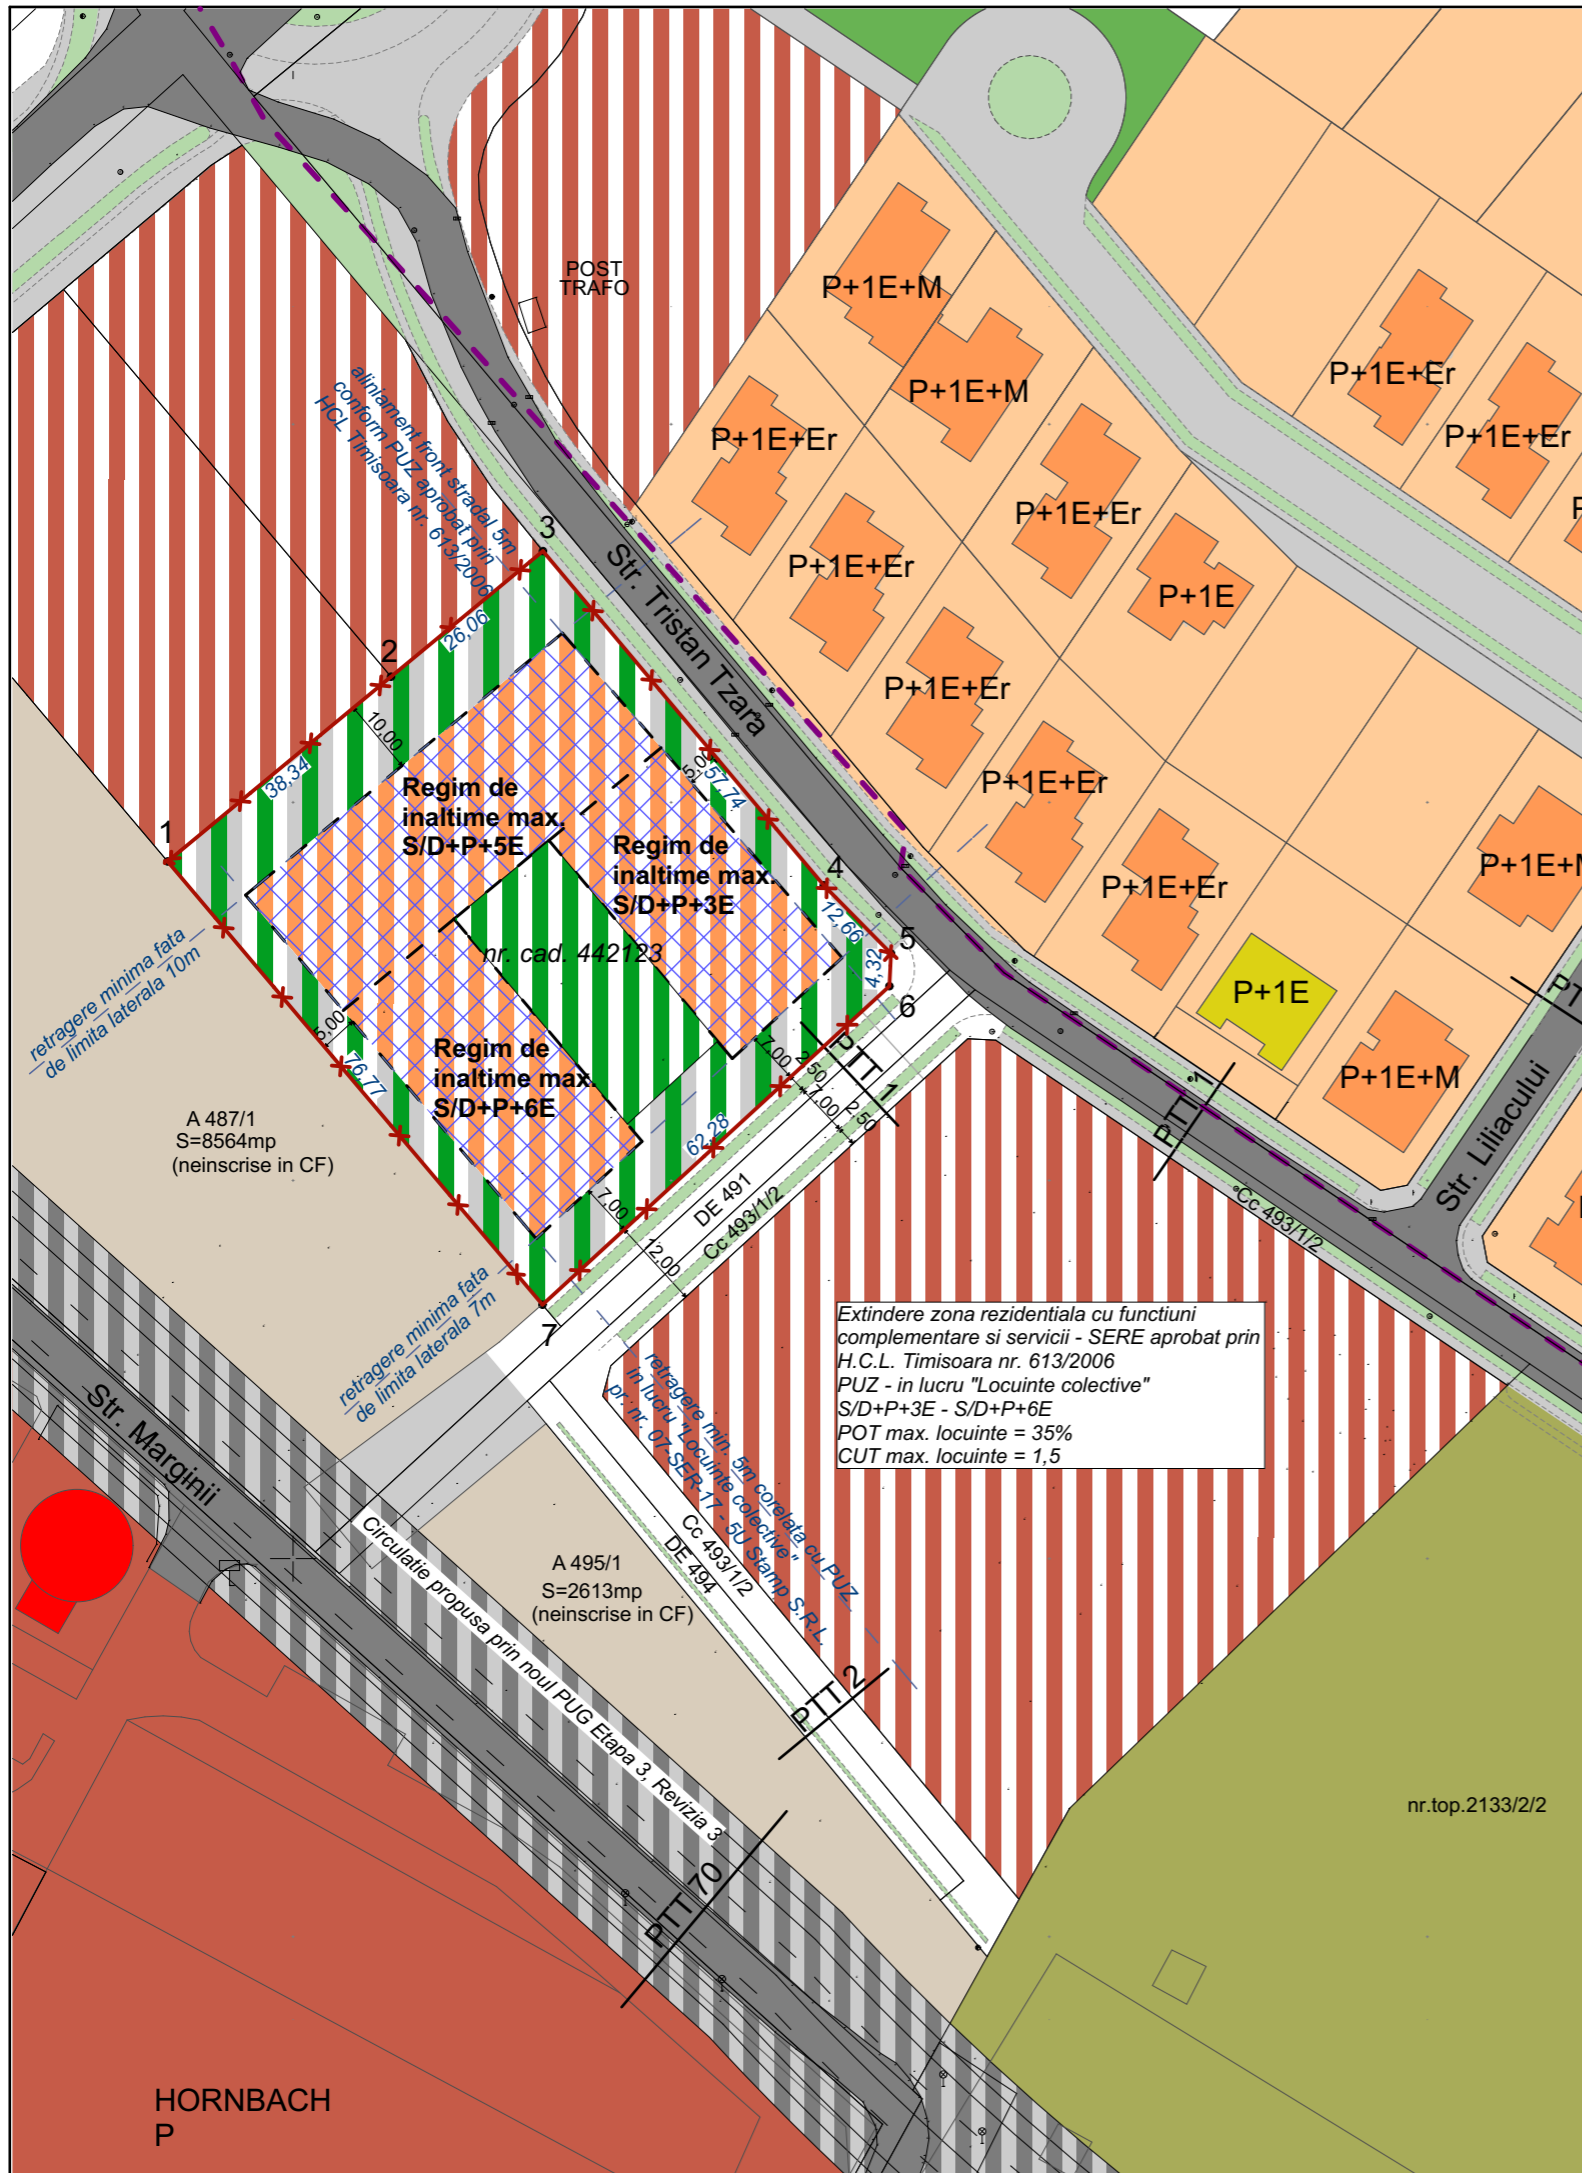 POST
TRAFO
P+1E+M
P+1E+M
P+1E+Er
P+1E+Er
P+1E+Er
P+1E+Er
P+1E+Er
P+1E
P+1E+Er
P+1E+Er
P+1E+Er
P+1E+Er
P+1E
P+1E+M
aliniament front stradal 5m
conform PUZ aprobat prin
HCL Timisoara nr. 613/2006
Str. Tristan Tzara
1
2
3
4
5
6
7
26,06
38,34
57,74
12,66
4,32
62,28
76,77
10,00
5,00
5,00
7,00
2,50
7,00
2,50
7,00
12,00
Regim de
inaltime max.
S/D+P+5E
Regim de
inaltime max.
S/D+P+3E
nr. cad. 442123
Regim de
inaltime max.
S/D+P+6E
retragere minima fata
de limita laterala 10m
A 487/1
S=8564mp
(neinscrise in CF)
PTT 1
PTT 1
DE 491
Cc 493/1/2
Cc 493/1/2
Str. Liliacului
retragere minima fata
de limita laterala 7m
Extindere zona rezidentiala cu functiuni
complementare si servicii - SERE aprobat prin
H.C.L. Timisoara nr. 613/2006
PUZ - in lucru "Locuinte colective"
S/D+P+3E - S/D+P+6E
POT max. locuinte = 35%
CUT max. locuinte = 1,5
retragere min. 5m corelata cu PUZ
in lucru "Locuinte colective"
pr. nr. 07-SER-17 - 5U Stamp S.R.L.
Str. Marginii
Cc 493/1/2
DE 494
A 495/1
S=2613mp
(neinscrise in CF)
Circulatie propusa prin noul PUG Etapa 3, Revizia 3
PTT 2
PTT 70
nr.top.2133/2/2
HORNBACH
P